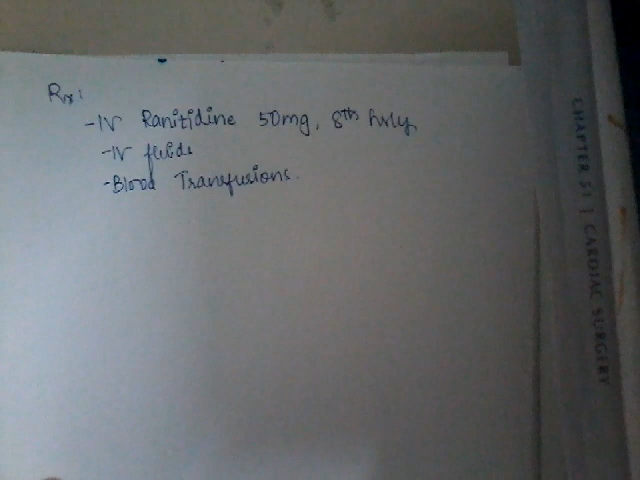 Rx:
-IV Ranitidine 50mg, 8th hrly
-IV fluids
-Blood Transfusions.
CHAPTER 51 | CARDIAC SURGERY